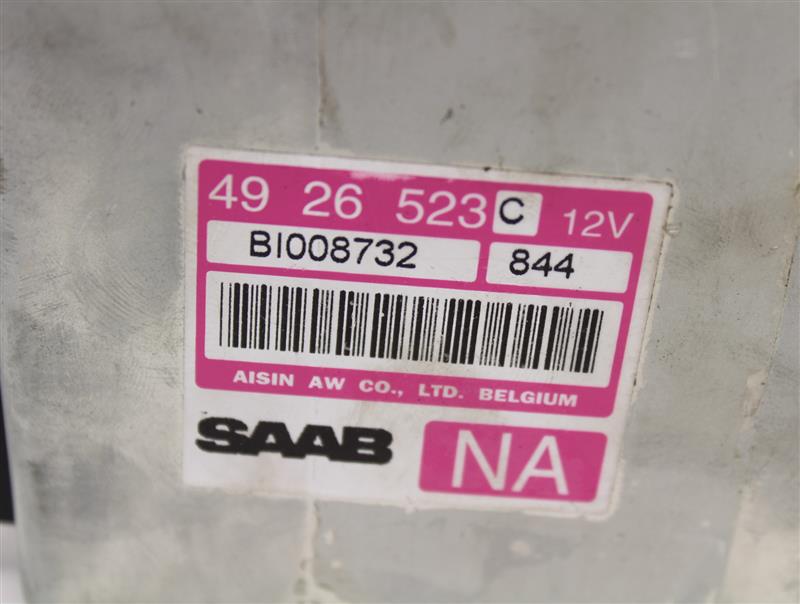 49 26 523 C 12V
BI008732 844
AISIN AW CO., LTD. BELGIUM
SAAB NA